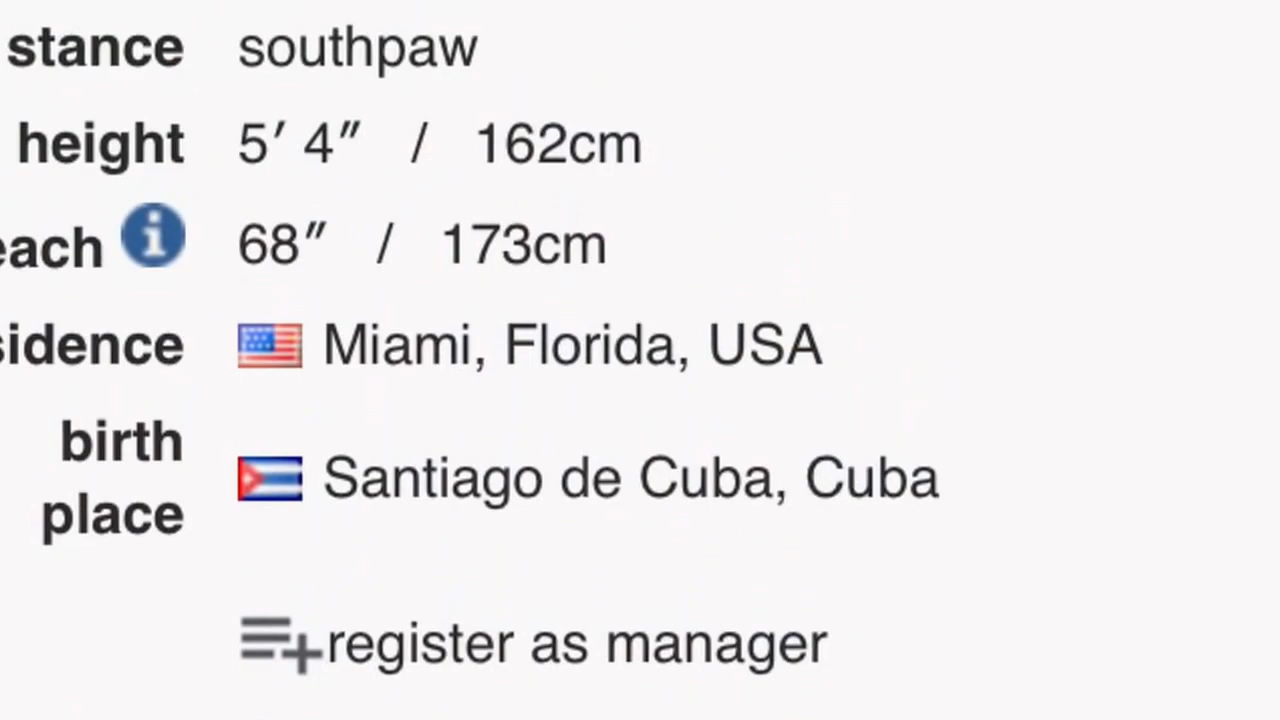 stance southpaw
height 5′ 4″ / 162cm
each 68″ / 173cm
sidence Miami, Florida, USA
birth
place Santiago de Cuba, Cuba
register as manager